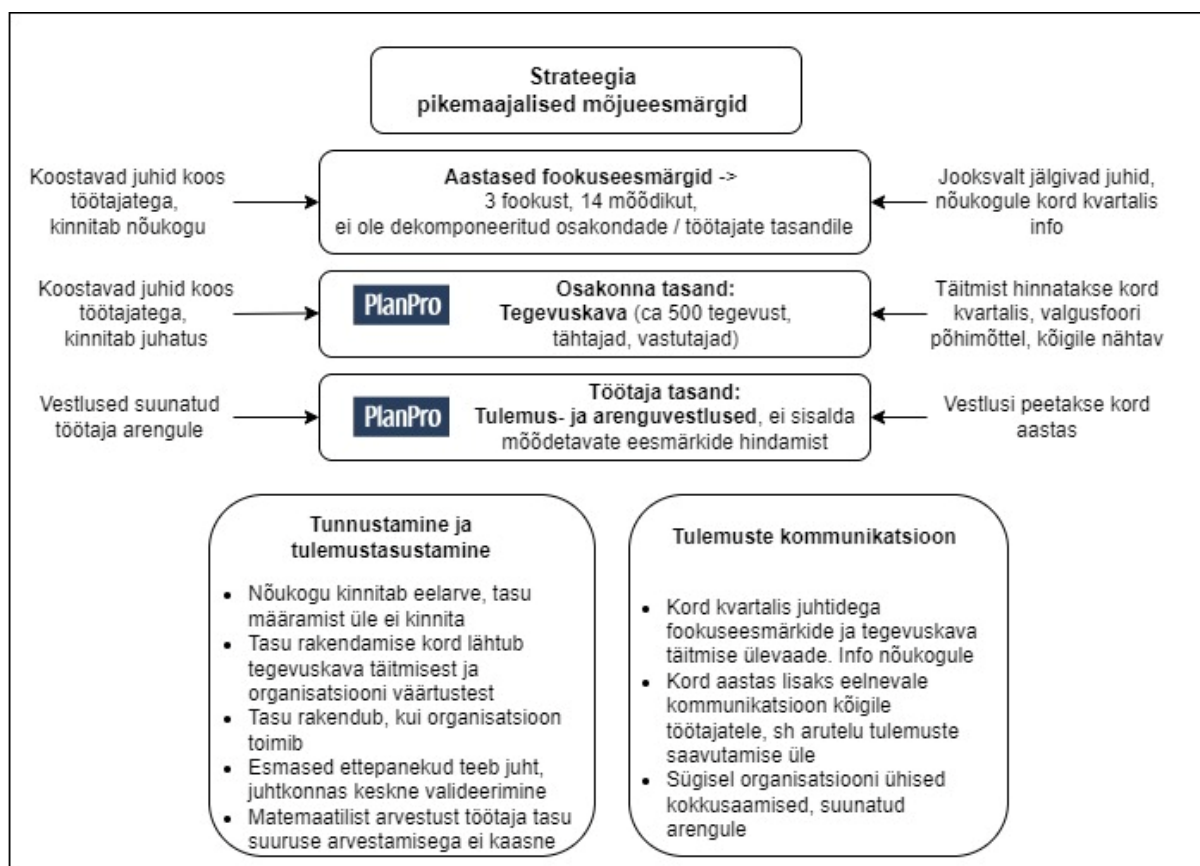 Strateegia
pikemaajalised mõjueesmärgid
Koostavad juhid koos
töötajatega,
kinnitab nõukogu
Aastased fookuseesmärgid ->
3 fookust, 14 mõõdikut,
ei ole dekomponeeritud osakondade / töötajate tasandile
Jooksvalt jälgivad juhid,
nõukogule kord kvartalis
info
Koostavad juhid koos
töötajatega,
kinnitab juhatus
PlanPro
Osakonna tasand:
Tegevuskava (ca 500 tegevust,
tähtajad, vastutajad)
Täitmist hinnatakse kord
kvartalis, valgusfoori
põhimõttel, kõigile nähtav
Vestlused suunatud
töötaja arengule
PlanPro
Töötaja tasand:
Tulemus- ja arenguvestlused, ei sisalda
mõõdetavate eesmärkide hindamist
Vestlusi peetakse kord
aastas
Tunnustamine ja
tulemustasustamine
• Nõukogu kinnitab eelarve, tasu
määramist üle ei kinnita
• Tasu rakendamise kord lähtub
tegevuskava täitmisest ja
organisatsiooni väärtustest
• Tasu rakendub, kui organisatsioon
toimib
• Esmased ettepanekud teeb juht,
juhtkonnas keskne valideerimine
• Matemaatilist arvestust töötaja tasu
suuruse arvestamisega ei kaasne
Tulemuste kommunikatsioon
• Kord kvartalis juhtidega
fookuseesmärkide ja tegevuskava
täitmise ülevaade. Info nõukogule
• Kord aastas lisaks eelnevale
kommunikatsioon kõigile
töötajatele, sh arutelu tulemuste
saavutamise üle
• Sügisel organisatsiooni ühised
kokkusaamised, suunatud
arengule